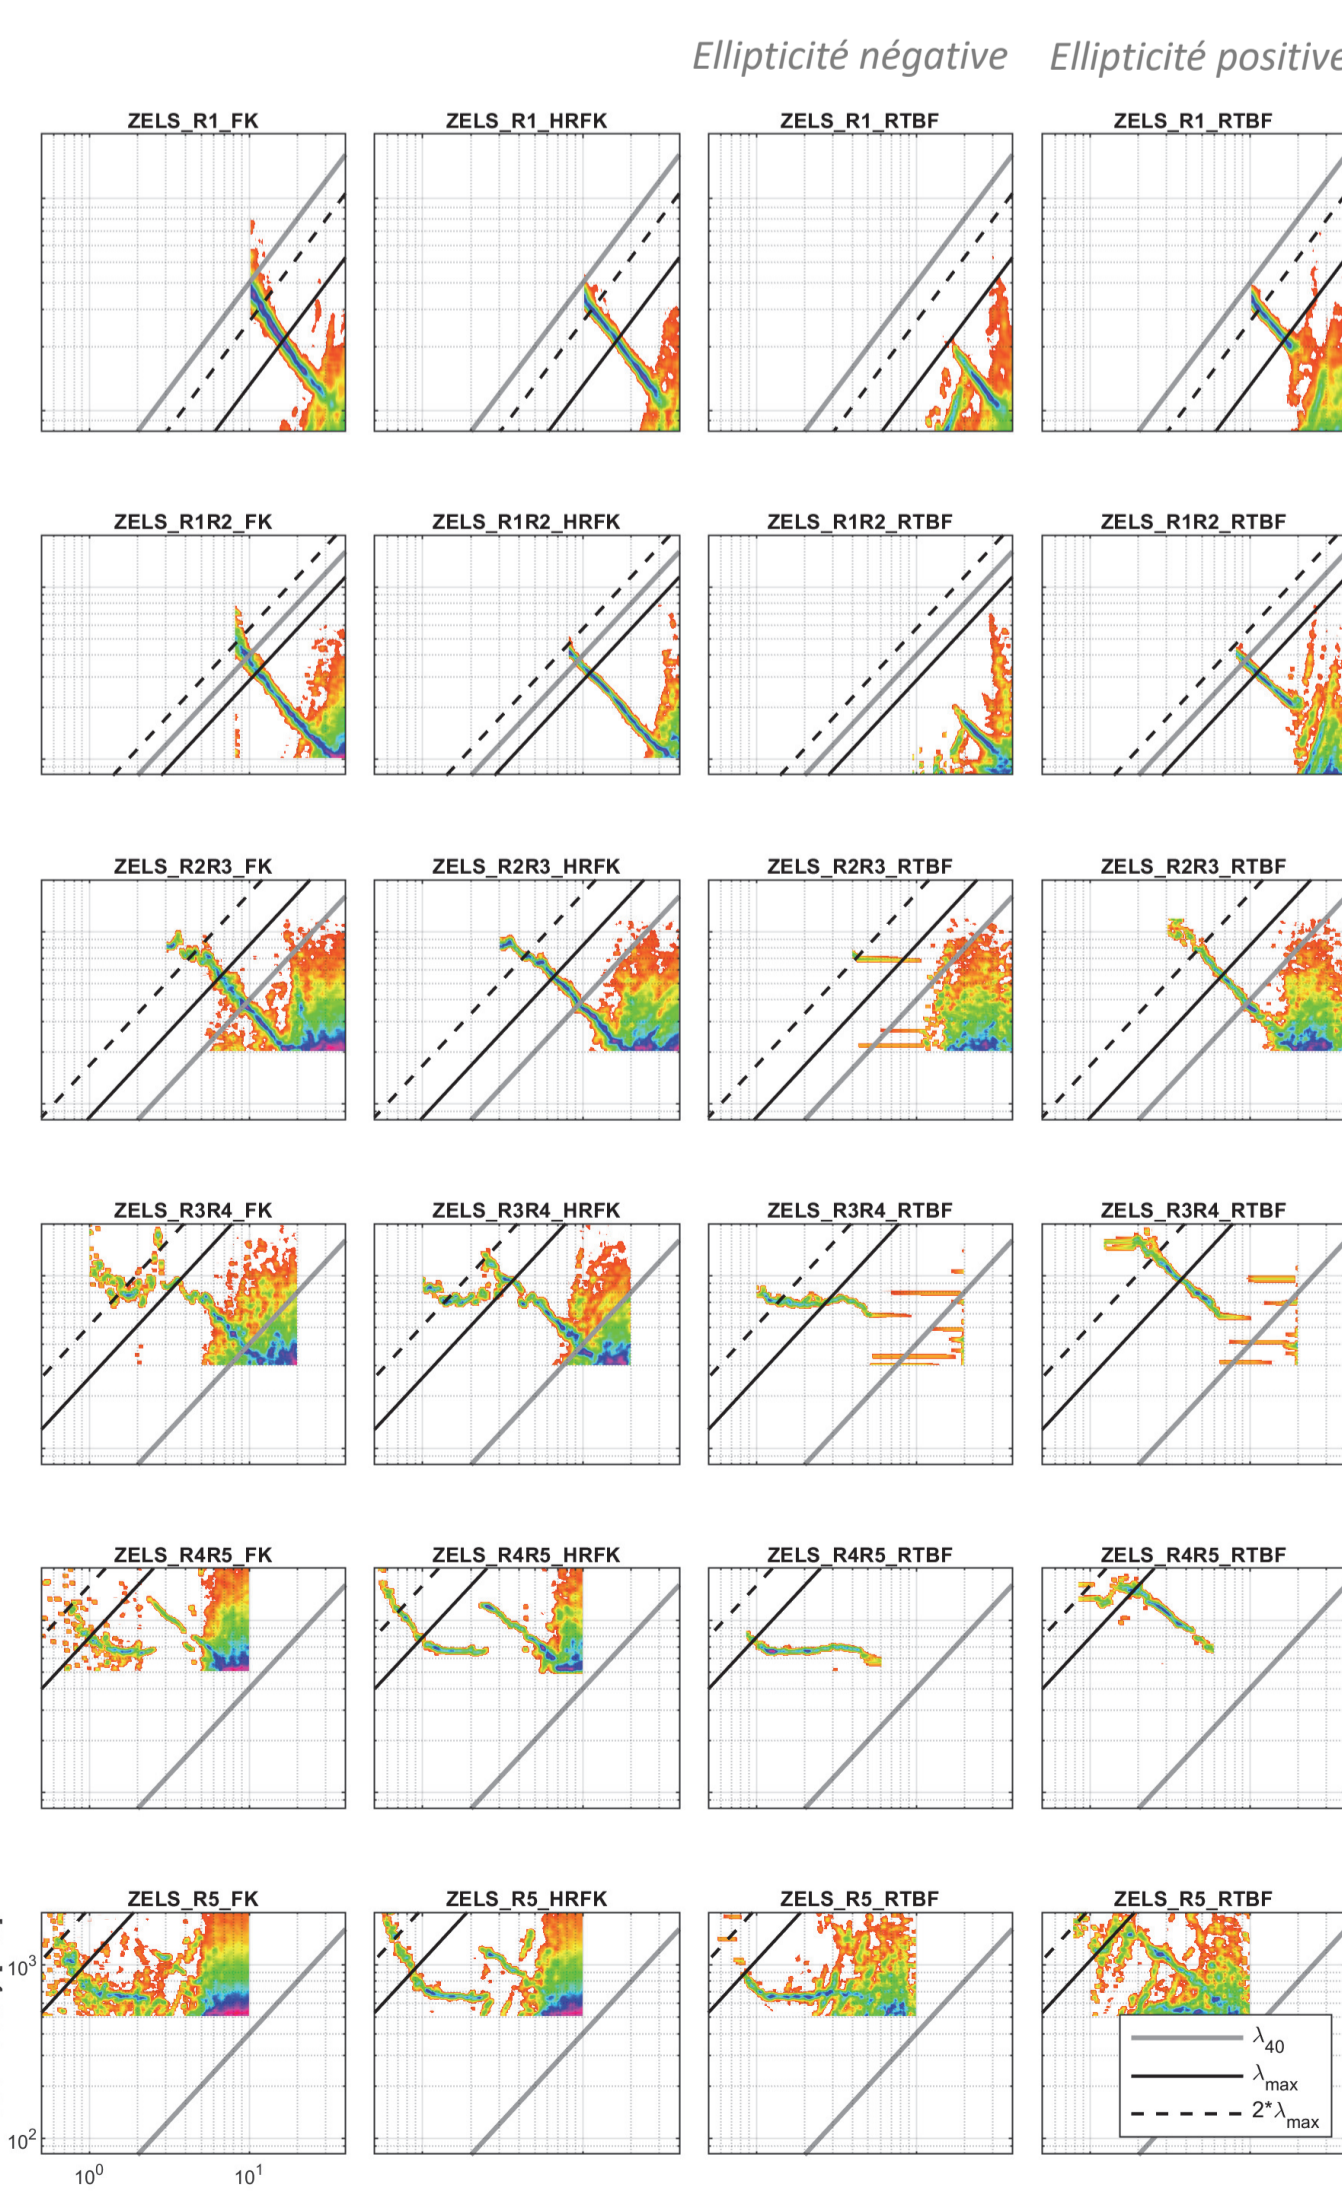 Ellipticité négative Ellipticité positive
ZELS_R1_FK ZELS_R1_HRFK ZELS_R1_RTBF ZELS_R1_RTBF
ZELS_R1R2_FK ZELS_R1R2_HRFK ZELS_R1R2_RTBF ZELS_R1R2_RTBF
ZELS_R2R3_FK ZELS_R2R3_HRFK ZELS_R2R3_RTBF ZELS_R2R3_RTBF
ZELS_R3R4_FK ZELS_R3R4_HRFK ZELS_R3R4_RTBF ZELS_R3R4_RTBF
ZELS_R4R5_FK ZELS_R4R5_HRFK ZELS_R4R5_RTBF ZELS_R4R5_RTBF
ZELS_R5_FK ZELS_R5_HRFK ZELS_R5_RTBF ZELS_R5_RTBF
10³
λ₄₀
λmax
2*λmax
10²
10⁰ 10¹